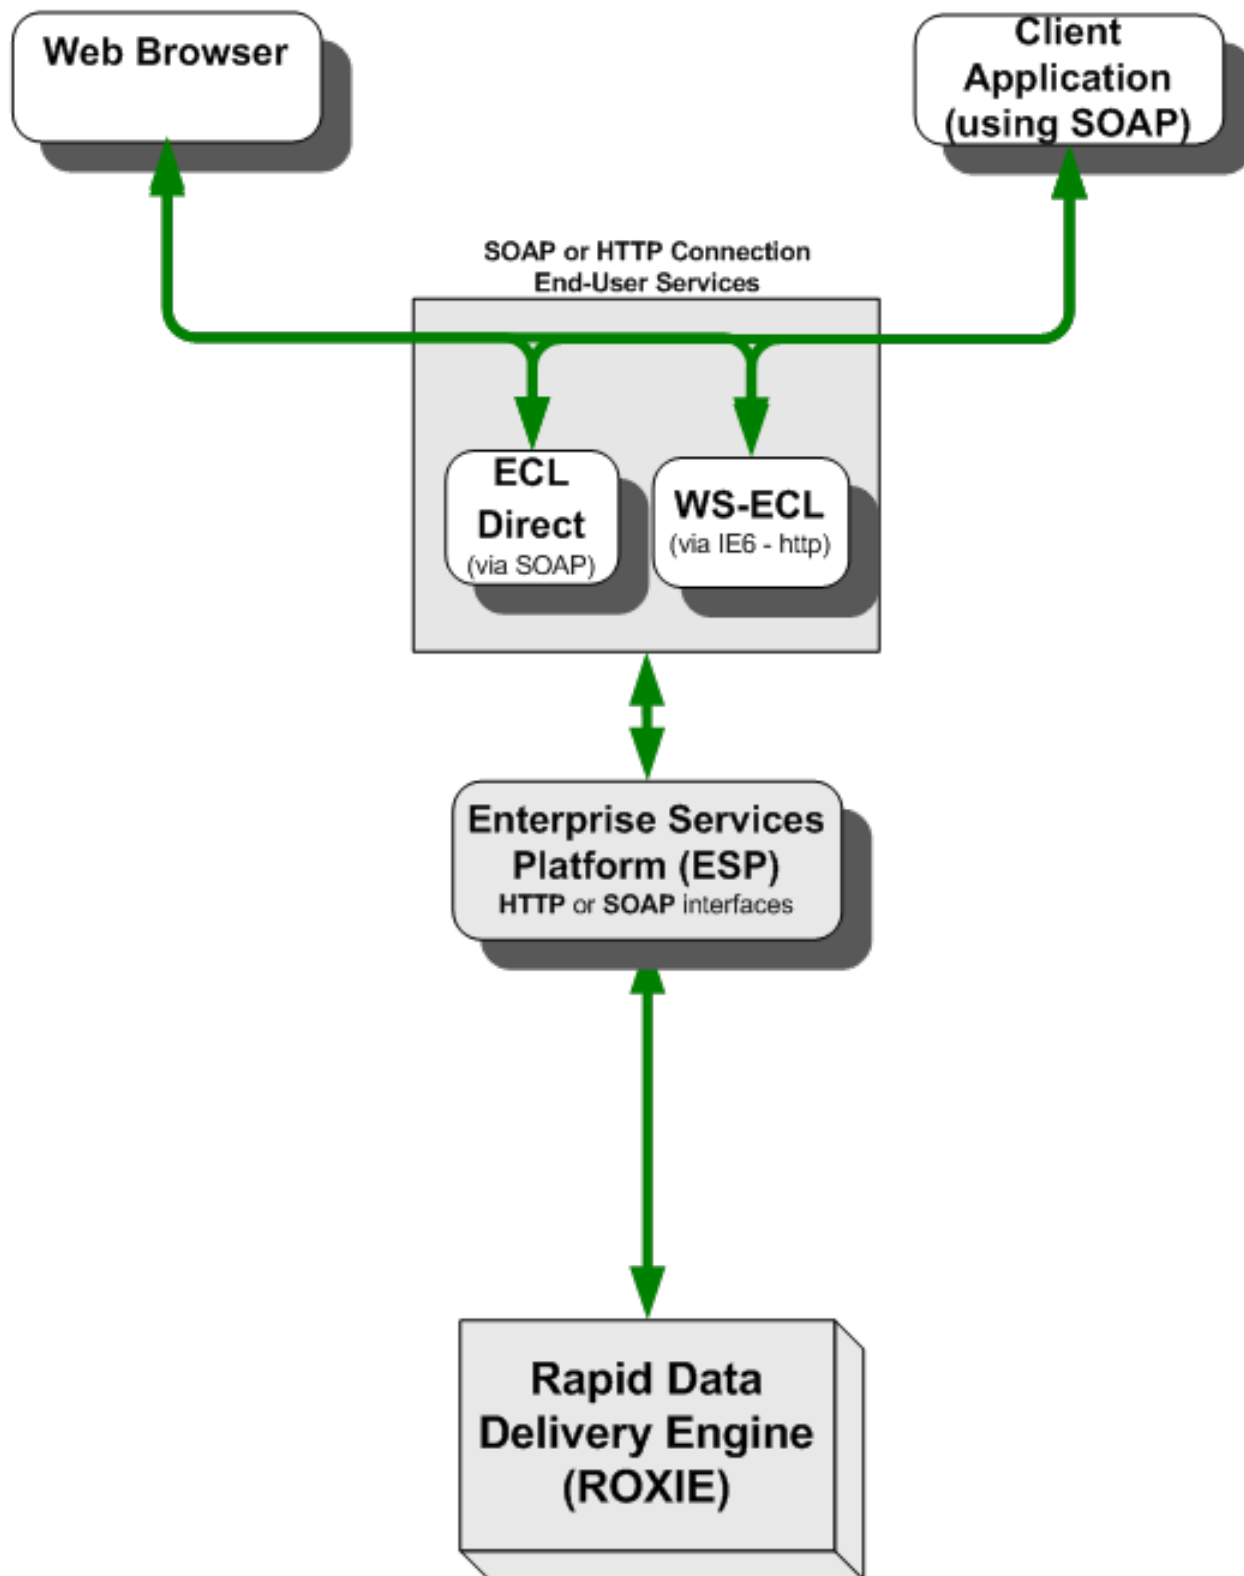 Web Browser
Client
Application
(using SOAP)
SOAP or HTTP Connection
End-User Services
ECL
Direct
(via SOAP)
WS-ECL
(via IE6 - http)
Enterprise Services
Platform (ESP)
HTTP or SOAP interfaces
Rapid Data
Delivery Engine
(ROXIE)